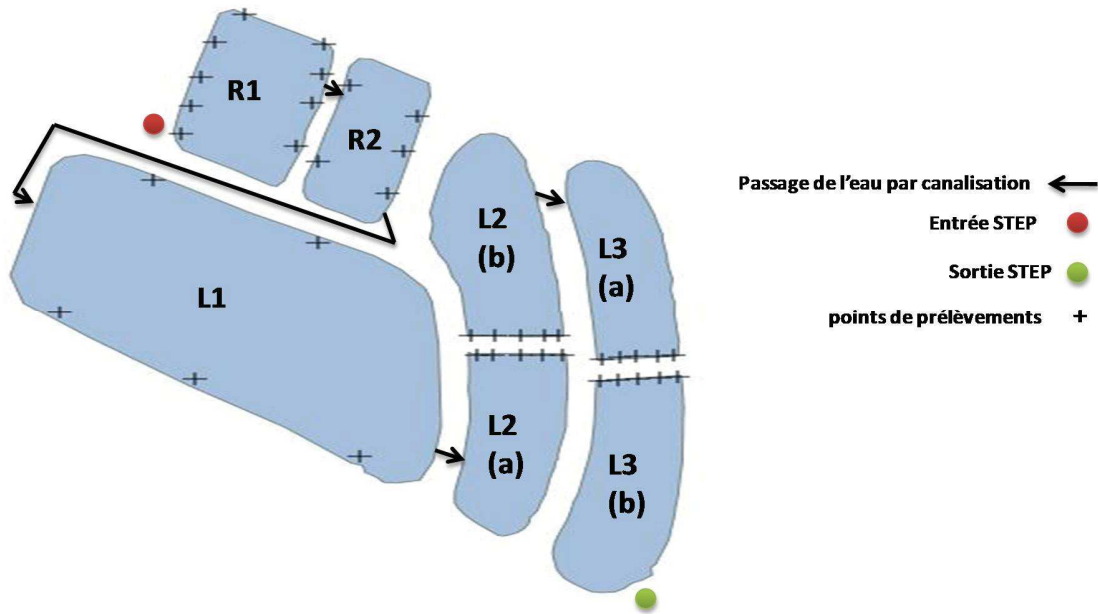 R1
R2
L1
L2
(b)
L3
(a)
L2
(a)
L3
(b)
Passage de l'eau par canalisation
Entrée STEP
Sortie STEP
points de prélèvements